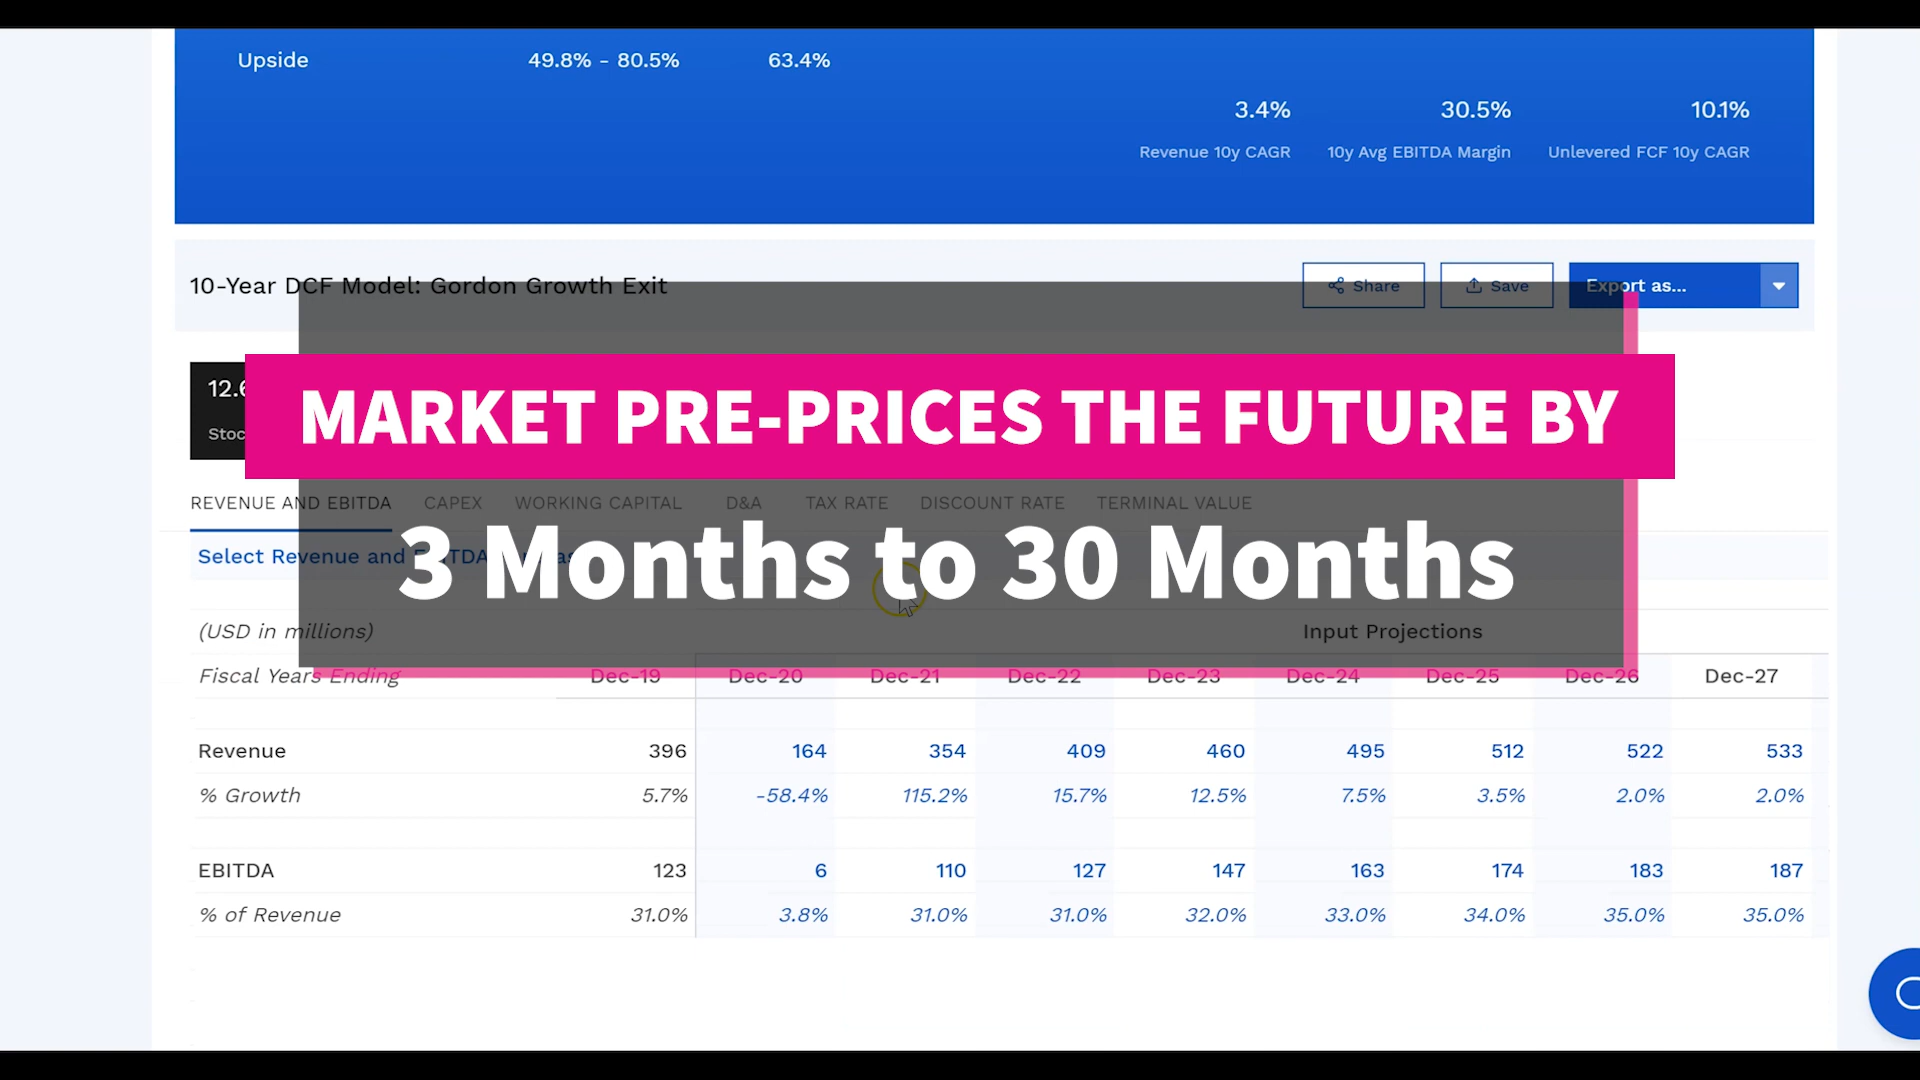 Upside 49.8% - 80.5% 63.4%
3.4% 30.5% 10.1%
Revenue 10y CAGR 10y Avg EBITDA Margin Unlevered FCF 10y CAGR
10-Year DCF Model: Gordon Growth Exit Share Save Export as...
MARKET PRE-PRICES THE FUTURE BY
REVENUE AND EBITDA CAPEX WORKING CAPITAL D&A TAX RATE DISCOUNT RATE TERMINAL VALUE
3 Months to 30 Months
Select Revenue and EBITDA
(USD in millions) Input Projections
Fiscal Years Ending Dec-19 Dec-20 Dec-21 Dec-22 Dec-23 Dec-24 Dec-25 Dec-26 Dec-27
Revenue 396 164 354 409 460 495 512 522 533
% Growth 5.7% -58.4% 115.2% 15.7% 12.5% 7.5% 3.5% 2.0% 2.0%
EBITDA 123 6 110 127 147 163 174 183 187
% of Revenue 31.0% 3.8% 31.0% 31.0% 32.0% 33.0% 34.0% 35.0% 35.0%